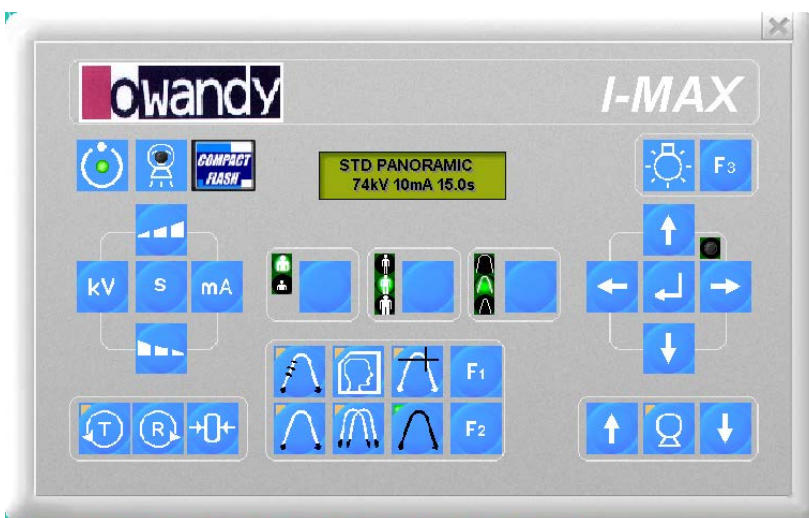 owandy
I-MAX
COMPACT
FLASH
STD PANORAMIC
74kV 10mA 15.0s
F3
kV
S
mA
F1
T
R
F2